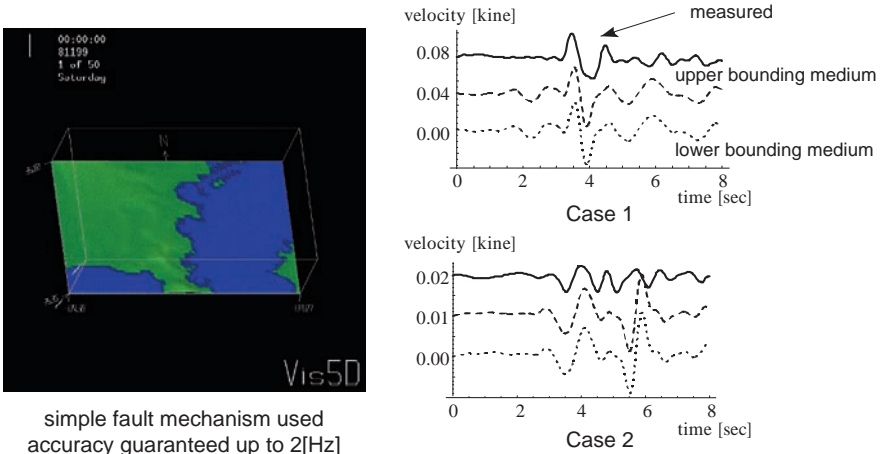 00:00:00
81199
1 of 50
Saturday
N
Vis5D
simple fault mechanism used
accuracy guaranteed up to 2[Hz]
velocity [kine]
measured
0.08
upper bounding medium
0.04
0.00
lower bounding medium
0 2 4 6 8
time [sec]
Case 1
velocity [kine]
0.02
0.01
0.00
0 2 4 6 8
time [sec]
Case 2